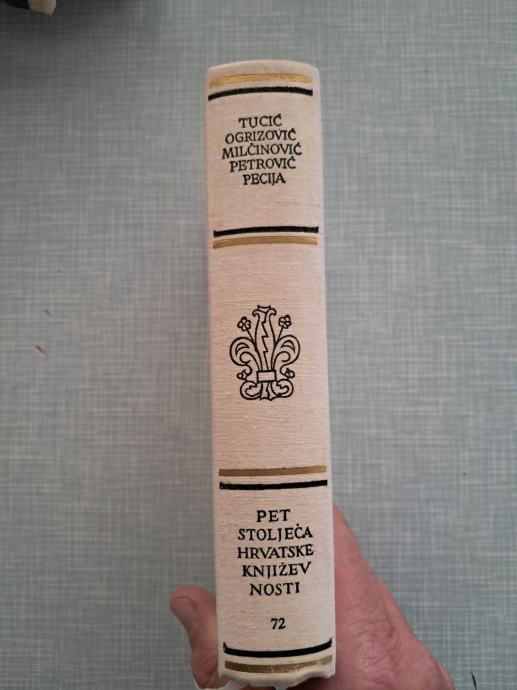 TUCIĆ
OGRIZOVIĆ
MILČINOVIĆ
PETROVIĆ
PECIJA
PET
STOLJEĆA
HRVATSKE
KNJIŽEV
NOSTI
72